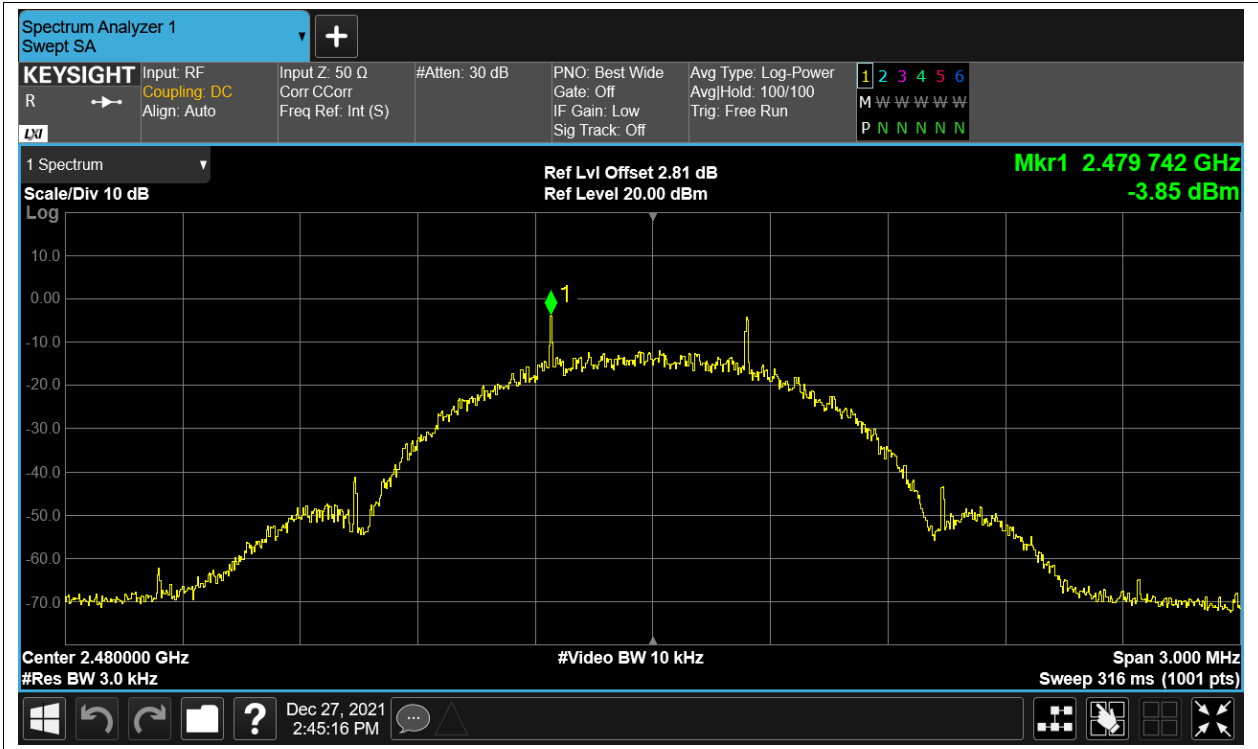 Spectrum Analyzer 1
Swept SA
+
KEYSIGHT
R
LXI
Input: RF
Coupling: DC
Align: Auto
Input Z: 50 Ω
Corr CCorr
Freq Ref: Int (S)
#Atten: 30 dB
PNO: Best Wide
Gate: Off
IF Gain: Low
Sig Track: Off
Avg Type: Log-Power
Avg|Hold: 100/100
Trig: Free Run
1 2 3 4 5 6
M W W W W W
P N N N N N
1 Spectrum
Scale/Div 10 dB
Log
Ref Lvl Offset 2.81 dB
Ref Level 20.00 dBm
Mkr1 2.479 742 GHz
-3.85 dBm
10.0
0.00
1
-10.0
-20.0
-30.0
-40.0
-50.0
-60.0
-70.0
Center 2.480000 GHz
#Res BW 3.0 kHz
#Video BW 10 kHz
Span 3.000 MHz
Sweep 316 ms (1001 pts)
?
Dec 27, 2021
2:45:16 PM